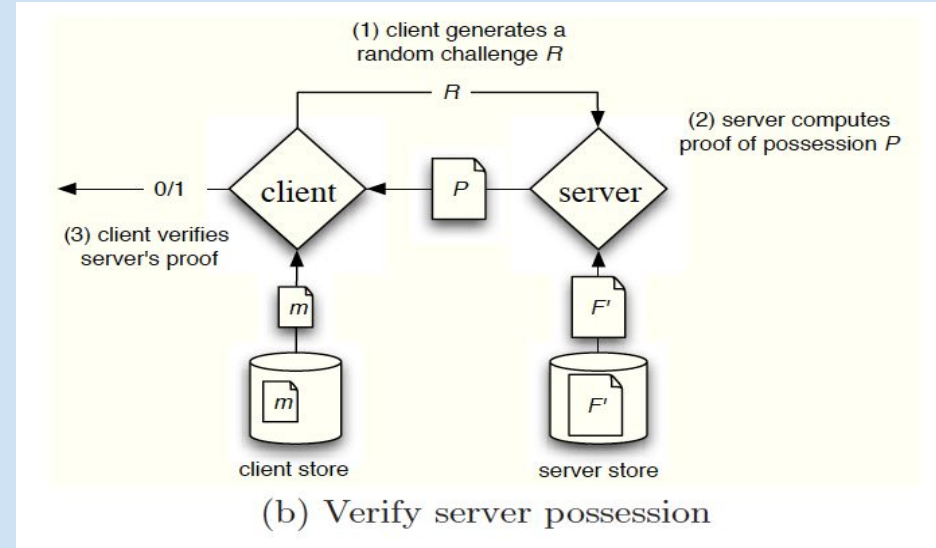 (1) client generates a
random challenge R
R
(2) server computes
proof of possession P
0/1
client
P
server
(3) client verifies
server's proof
m
F'
m
F'
client store
server store
(b) Verify server possession